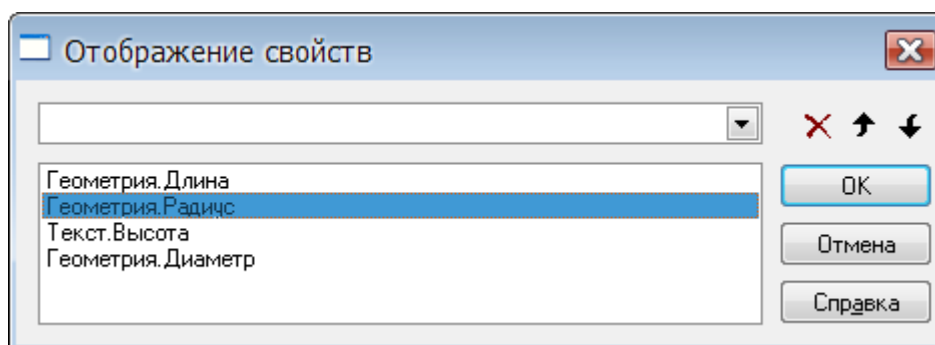 Отображение свойств
Геометрия.Длина
Геометрия.Радиус
Текст.Высота
Геометрия.Диаметр
OK
Отмена
Справка